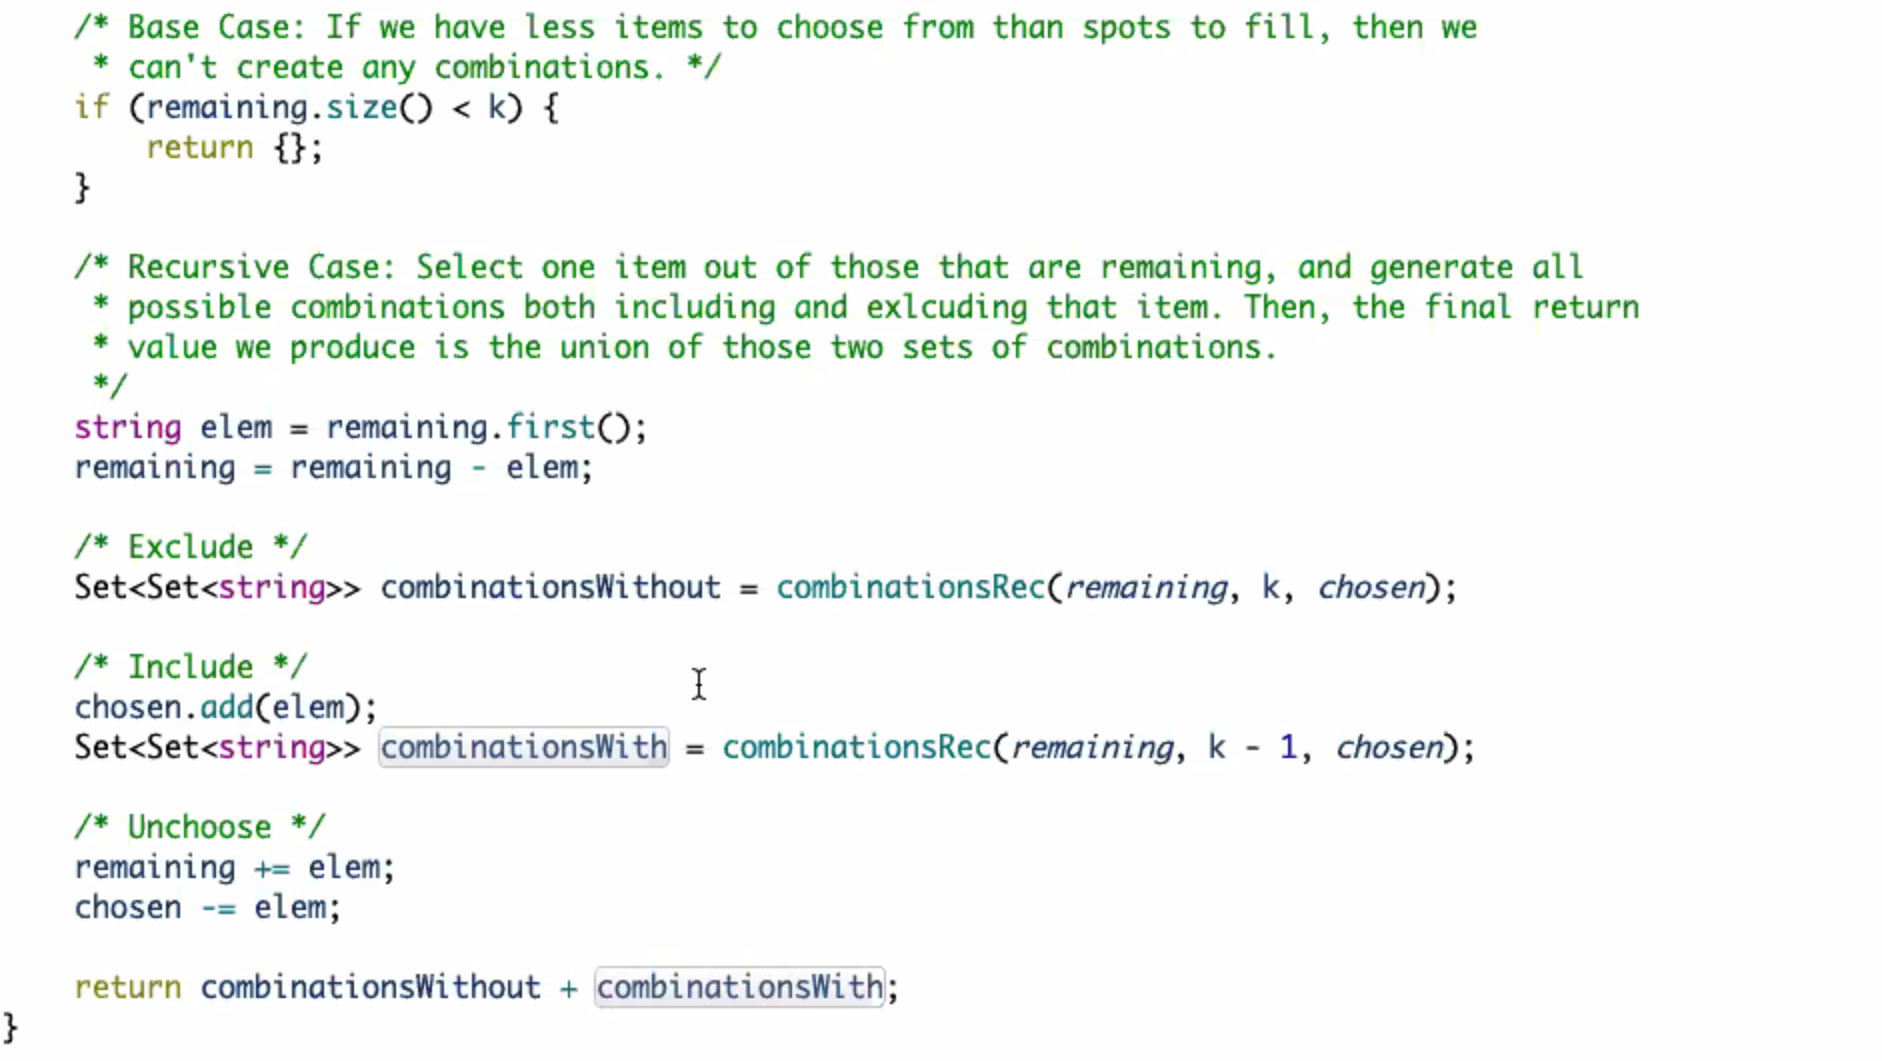 /* Base Case: If we have less items to choose from than spots to fill, then we
 * can't create any combinations. */
if (remaining.size() < k) {
    return {};
}
/* Recursive Case: Select one item out of those that are remaining, and generate all
 * possible combinations both including and exlcuding that item. Then, the final return
 * value we produce is the union of those two sets of combinations.
 */
string elem = remaining.first();
remaining = remaining - elem;
/* Exclude */
Set<Set<string>> combinationsWithout = combinationsRec(remaining, k, chosen);
/* Include */
chosen.add(elem);
Set<Set<string>> combinationsWith = combinationsRec(remaining, k - 1, chosen);
/* Unchoose */
remaining += elem;
chosen -= elem;
return combinationsWithout + combinationsWith;
}